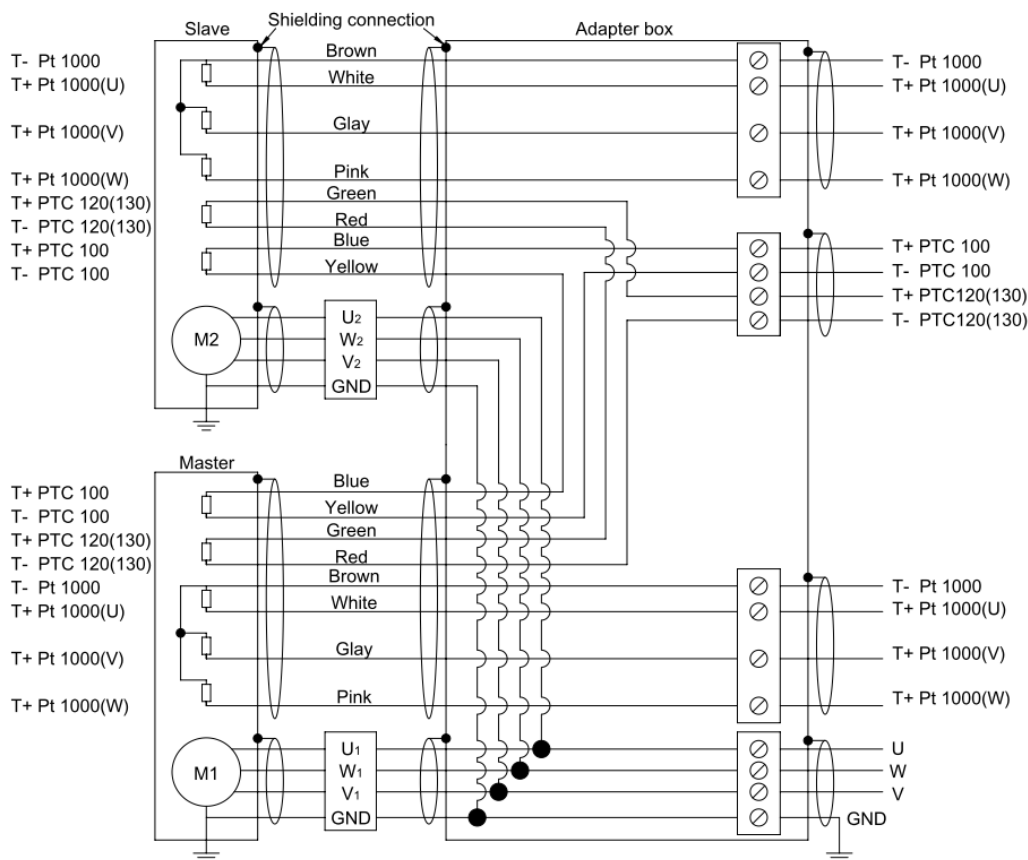 Slave
Shielding connection
Adapter box
T- Pt 1000
T+ Pt 1000(U)
T+ Pt 1000(V)
T+ Pt 1000(W)
T+ PTC 120(130)
T- PTC 120(130)
T+ PTC 100
T- PTC 100
Brown
White
Glay
Pink
Green
Red
Blue
Yellow
T- Pt 1000
T+ Pt 1000(U)
T+ Pt 1000(V)
T+ Pt 1000(W)
T+ PTC 100
T- PTC 100
T+ PTC120(130)
T- PTC120(130)
M2
U2
W2
V2
GND
Master
T+ PTC 100
T- PTC 100
T+ PTC 120(130)
T- PTC 120(130)
T- Pt 1000
T+ Pt 1000(U)
T+ Pt 1000(V)
T+ Pt 1000(W)
Blue
Yellow
Green
Red
Brown
White
Glay
Pink
T- Pt 1000
T+ Pt 1000(U)
T+ Pt 1000(V)
T+ Pt 1000(W)
M1
U1
W1
V1
GND
U
W
V
GND